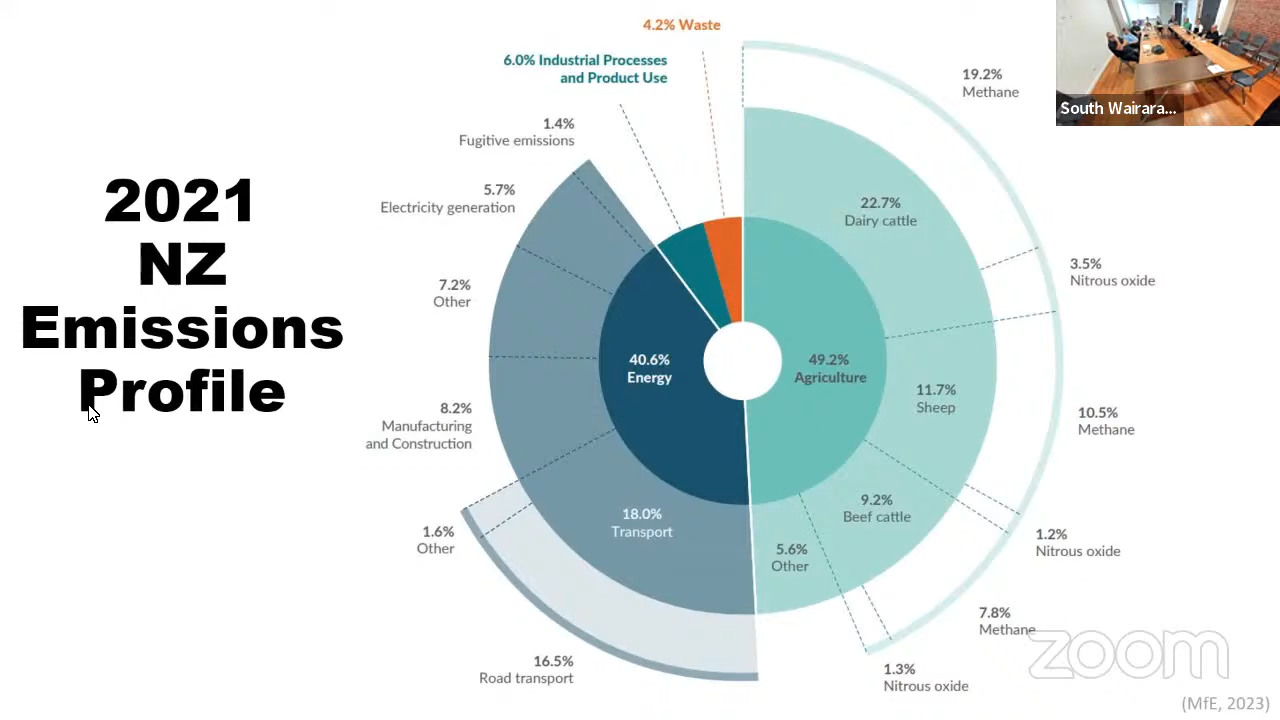 2021
NZ
Emissions
Profile
4.2% Waste
6.0% Industrial Processes
and Product Use
1.4%
Fugitive emissions
5.7%
Electricity generation
7.2%
Other
8.2%
Manufacturing
and Construction
1.6%
Other
16.5%
Road transport
18.0%
Transport
40.6%
Energy
49.2%
Agriculture
22.7%
Dairy cattle
11.7%
Sheep
9.2%
Beef cattle
5.6%
Other
19.2%
Methane
3.5%
Nitrous oxide
10.5%
Methane
1.2%
Nitrous oxide
7.8%
Methane
1.3%
Nitrous oxide
South Wairara...
zoom
(MfE, 2023)